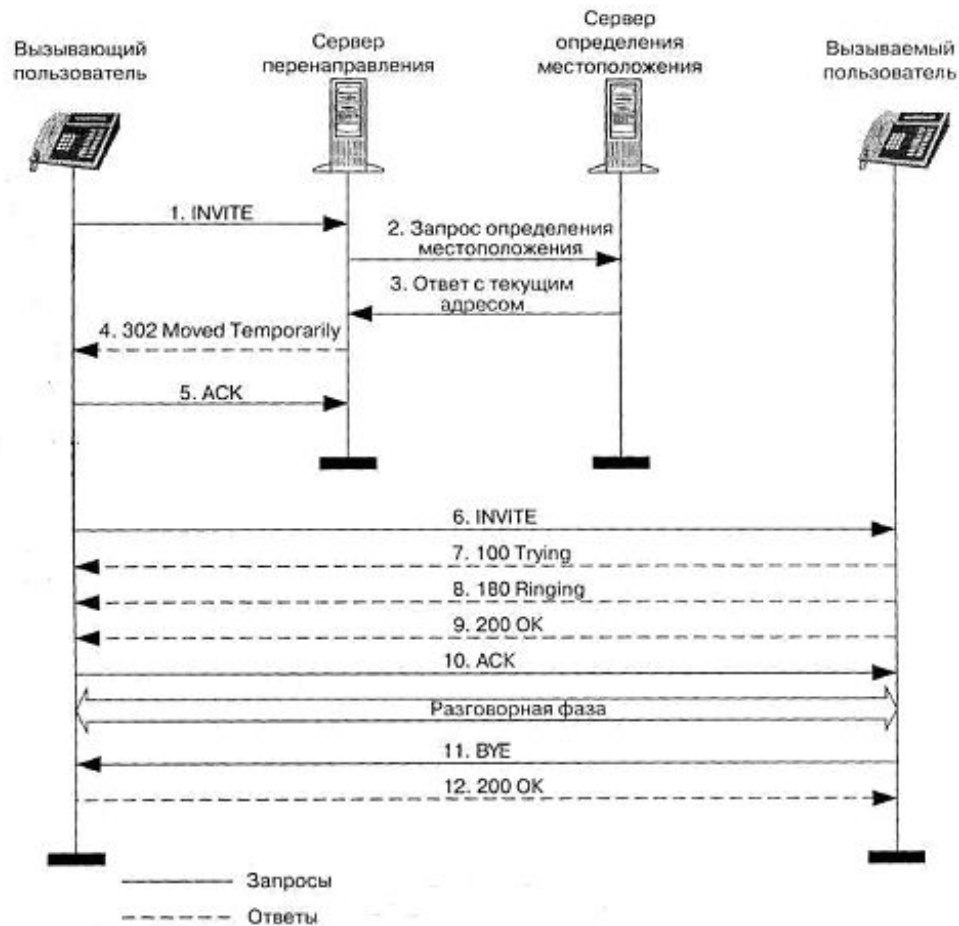 Вызывающий
пользователь
Сервер
перенаправления
Сервер
определения
местоположения
Вызываемый
пользователь
1. INVITE
2. Запрос определения
местоположения
3. Ответ с текущим
адресом
4. 302 Moved Temporarily
5. ACK
6. INVITE
7. 100 Trying
8. 180 Ringing
9. 200 OK
10. ACK
Разговорная фаза
11. BYE
12. 200 OK
Запросы
Ответы